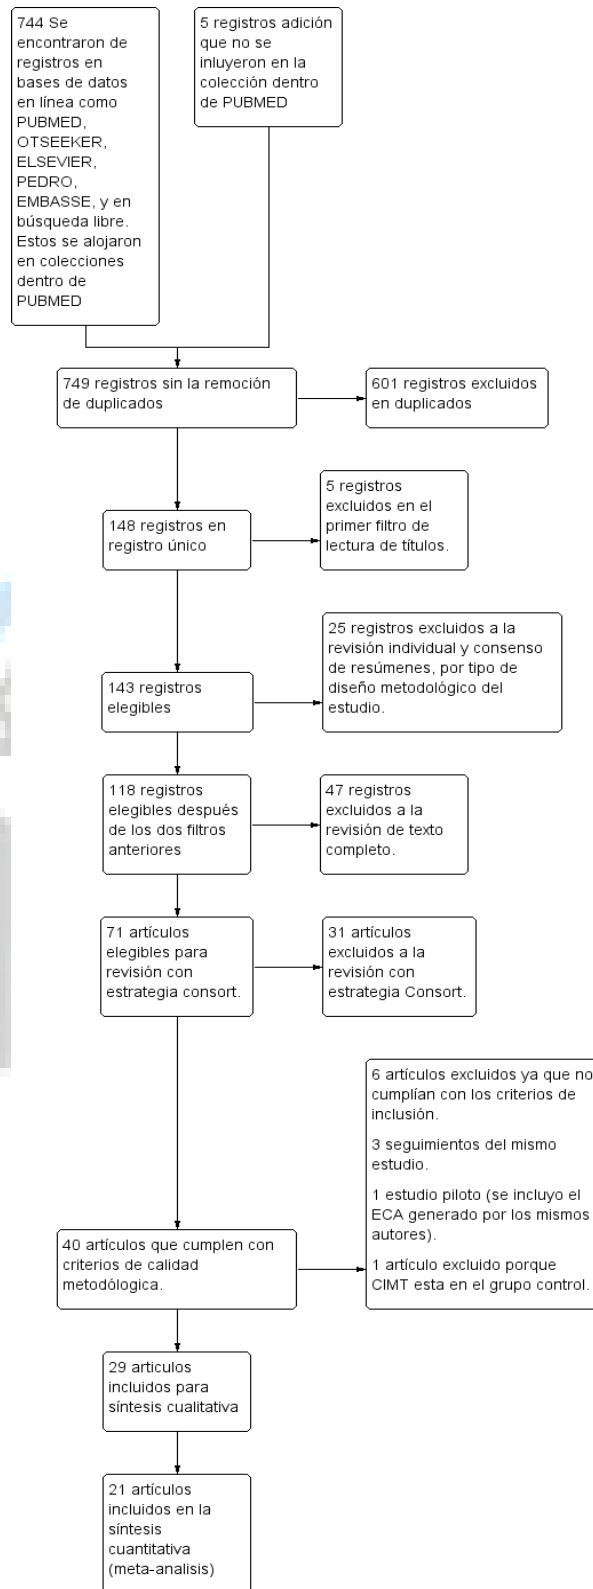 744 Se
encontraron de
registros en
bases de datos
en línea como
PUBMED,
OTSEEKER,
ELSEVIER,
PEDRO,
EMBASSE, y en
búsqueda libre.
Estos se alojaron
en colecciones
dentro de
PUBMED
5 registros adición
que no se
inluyeron en la
colección dentro
de PUBMED
749 registros sin la remoción
de duplicados
601 registros excluidos
en duplicados
148 registros en
registro único
5 registros
excluidos en el
primer filtro de
lectura de títulos.
143 registros
elegibles
25 registros excluidos a la
revisión individual y consenso
de resúmenes, por tipo de
diseño metodológico del
estudio.
118 registros
elegibles después
de los dos filtros
anteriores
47 registros
excluidos a la
revisión de texto
completo.
71 artículos
elegibles para
revisión con
estrategia consort.
31 artículos
excluidos a la
revisión con
estrategia Consort.
40 artículos que cumplen con
criterios de calidad
metodólogica.
6 artículos excluidos ya que no
cumplían con los criterios de
inclusión.
3 seguimientos del mismo
estudio.
1 estudio piloto (se incluyo el
ECA generado por los mismos
autores).
1 artículo excluido porque
CIMT esta en el grupo control.
29 articulos
incluidos para
síntesis cualitativa
21 artículos
incluidos en la
síntesis
cuantitativa
(meta-analisis)